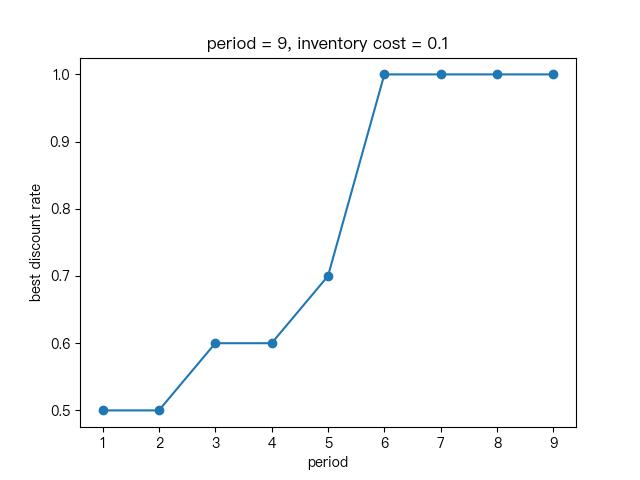 period = 9, inventory cost = 0.1
1.0
0.9
0.8
0.7
0.6
0.5
best discount rate
1 2 3 4 5 6 7 8 9
period